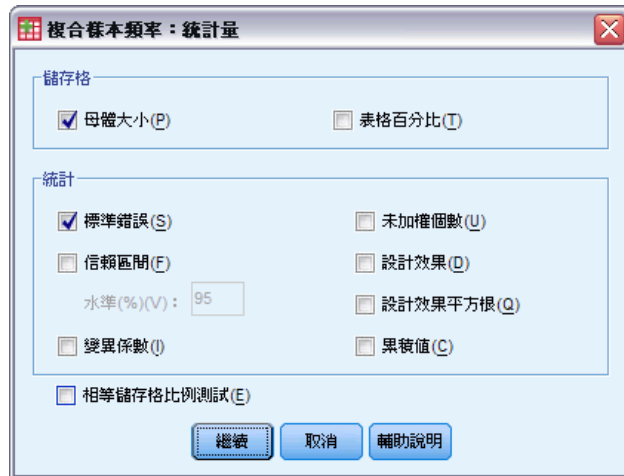 複合樣本頻率：統計量
儲存格
母體大小(P)
表格百分比(T)
統計
標準錯誤(S)
未加權個數(U)
信賴區間(F)
設計效果(D)
水準(%)(V)： 95
設計效果平方根(Q)
變異係數(I)
累積值(C)
相等儲存格比例測試(E)
繼續 取消 輔助說明